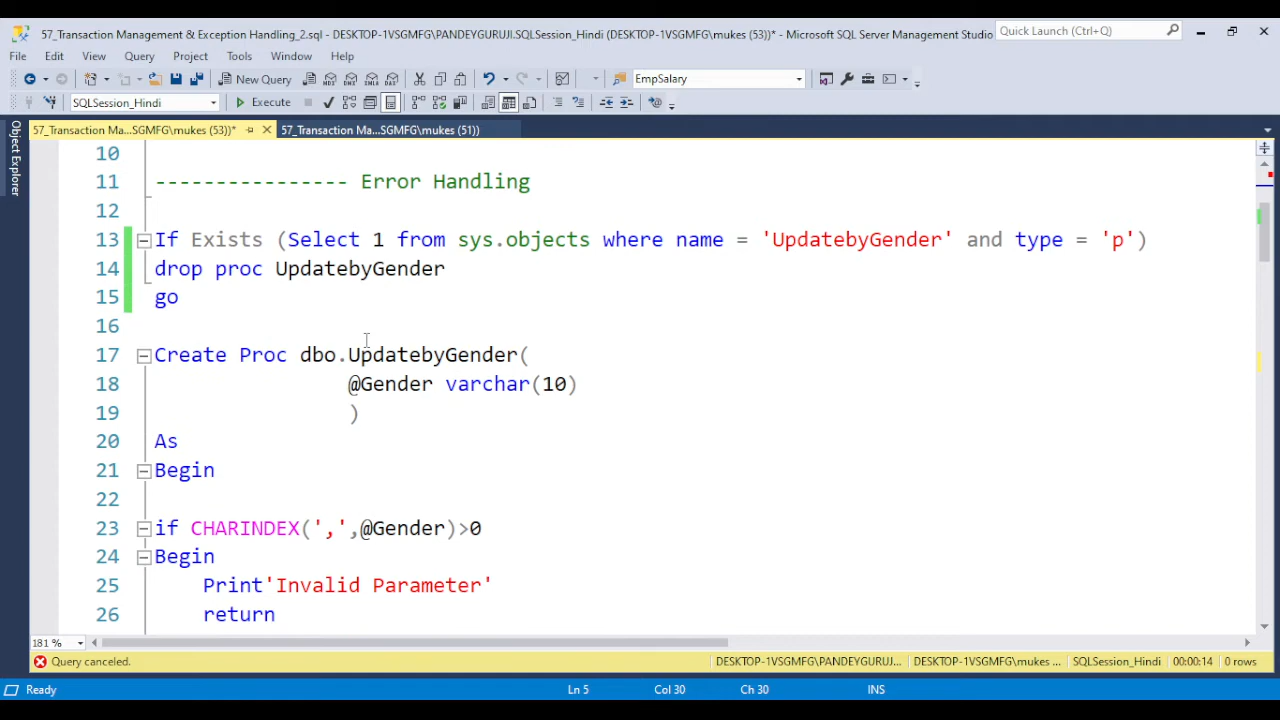 57_Transaction Management & Exception Handling_2.sql - DESKTOP-1VSGMFG\PANDEYGURUJI.SQLSession_Hindi (DESKTOP-1VSGMFG\mukes (53))* - Microsoft SQL Server Management Studio
Quick Launch (Ctrl+Q)
File Edit View Query Project Tools Window Help
New Query MDX DMX XMLA DAX EmpSalary
SQLSession_Hindi Execute
57_Transaction Ma...SGMFG\mukes (53))* 57_Transaction Ma...SGMFG\mukes (51))
Object Explorer
10
11 ---------------- Error Handling
12
13 If Exists (Select 1 from sys.objects where name = 'UpdatebyGender' and type = 'p')
14 drop proc UpdatebyGender
15 go
16
17 Create Proc dbo.UpdatebyGender(
18 @Gender varchar(10)
19 )
20 As
21 Begin
22
23 if CHARINDEX(',',@Gender)>0
24 Begin
25 Print'Invalid Parameter'
26 return
181 %
Query canceled. DESKTOP-1VSGMFG\PANDEYGURUJ... DESKTOP-1VSGMFG\mukes ... SQLSession_Hindi 00:00:14 0 rows
Ready Ln 5 Col 30 Ch 30 INS